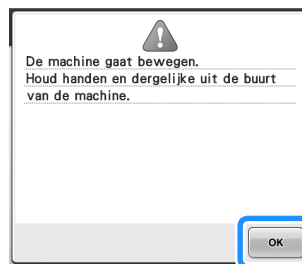 De machine gaat bewegen.
Houd handen en dergelijke uit de buurt
van de machine.
OK